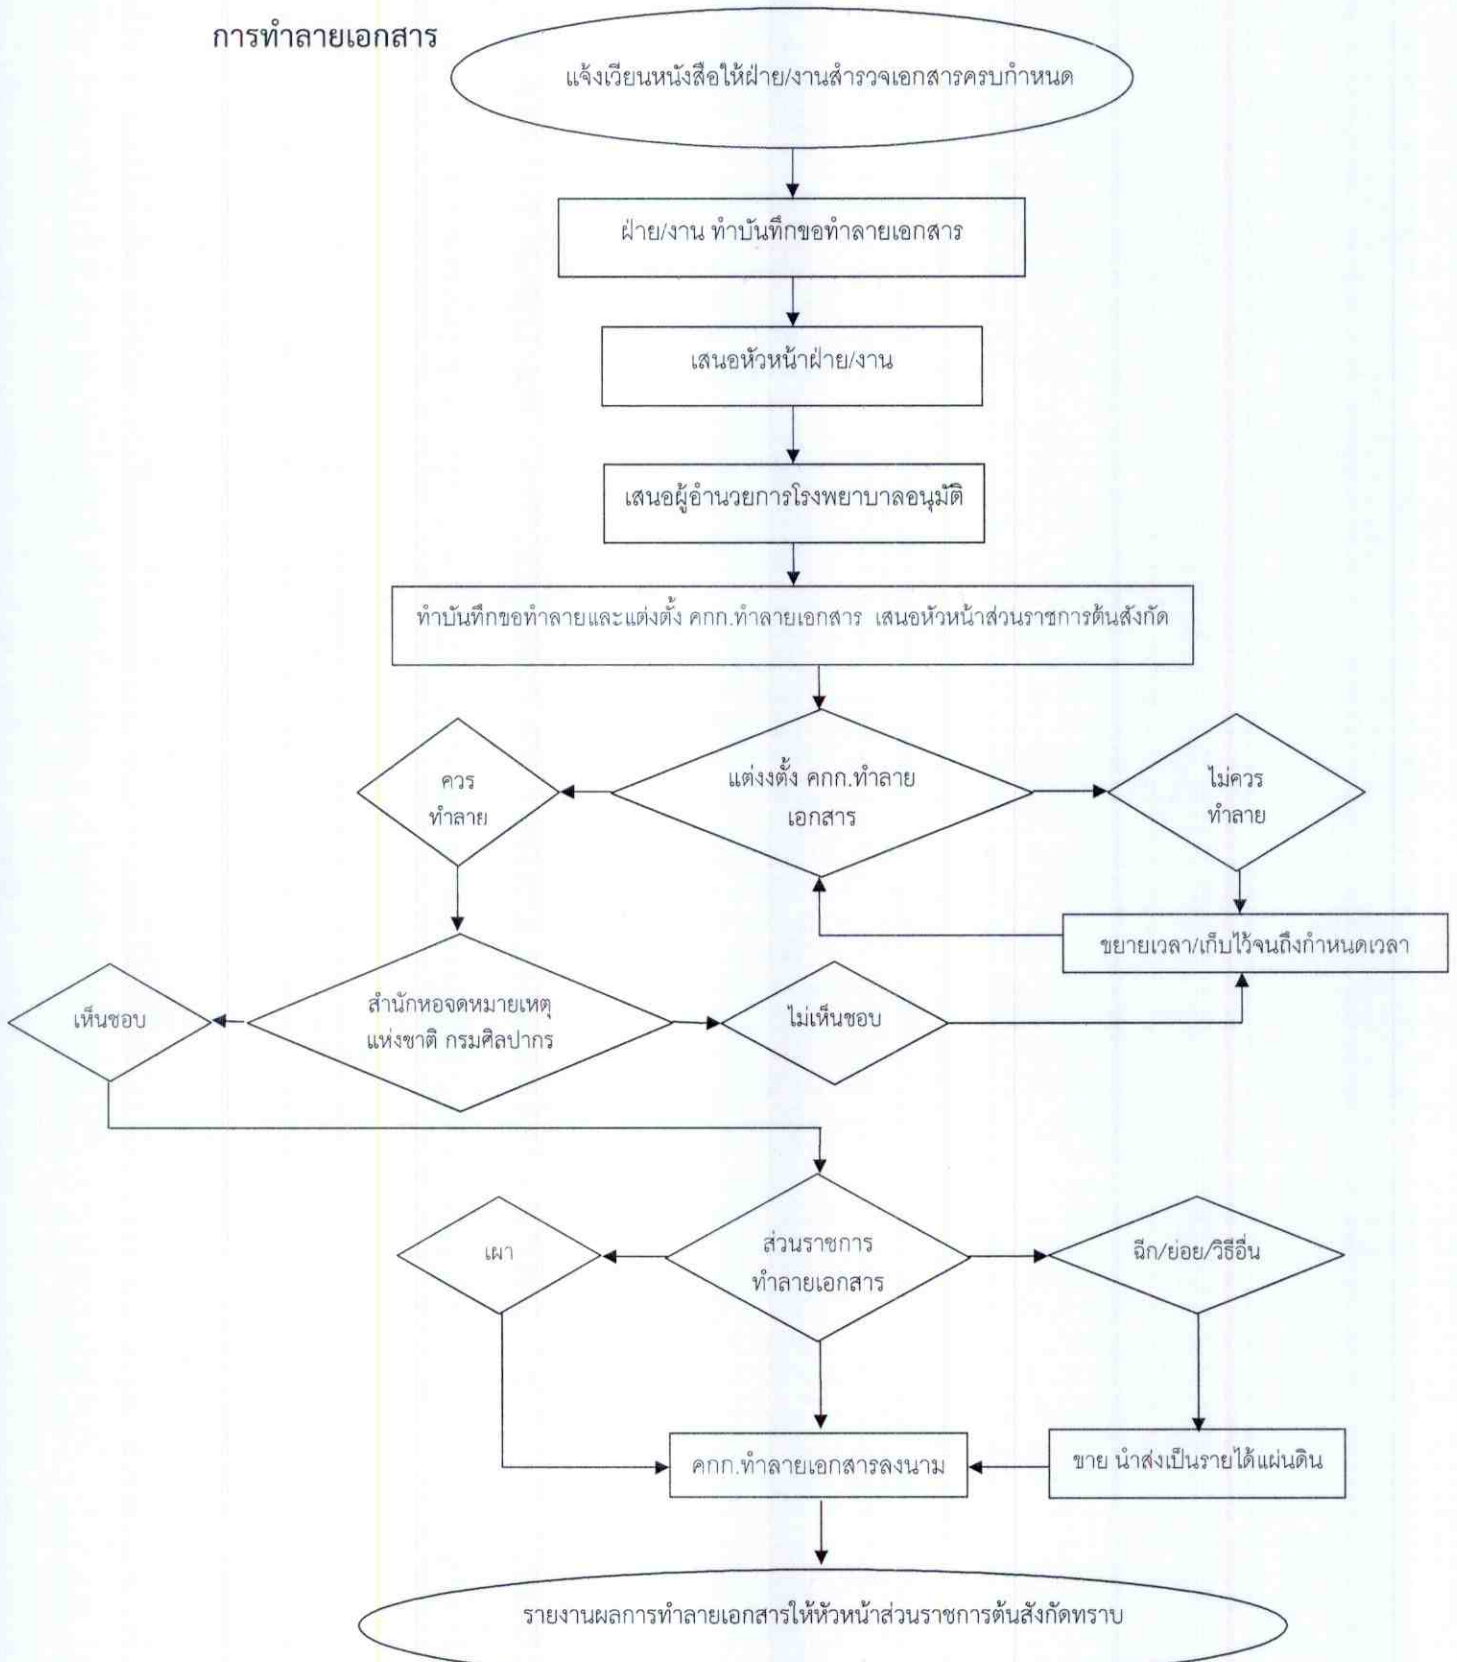 การทำลายเอกสาร
แจ้งเวียนหนังสือให้ฝ่าย/งานสำรวจเอกสารครบกำหนด
ฝ่าย/งาน ทำบันทึกขอทำลายเอกสาร
เสนอหัวหน้าฝ่าย/งาน
เสนอผู้อำนวยการโรงพยาบาลอนุมัติ
ทำบันทึกขอทำลายและแต่งตั้ง คกก.ทำลายเอกสาร เสนอหัวหน้าส่วนราชการต้นสังกัด
ควร
ทำลาย
แต่งงตั้ง คกก.ทำลาย
เอกสาร
ไม่ควร
ทำลาย
ขยายเวลา/เก็บไว้จนถึงกำหนดเวลา
เห็นชอบ
สำนักหอจดหมายเหตุ
แห่งชาติ กรมศิลปากร
ไม่เห็นชอบ
เผา
ส่วนราชการ
ทำลายเอกสาร
ฉีก/ย่อย/วิธีอื่น
คกก.ทำลายเอกสารลงนาม
ขาย นำส่งเป็นรายได้แผ่นดิน
รายงานผลการทำลายเอกสารให้หัวหน้าส่วนราชการต้นสังกัดทราบ